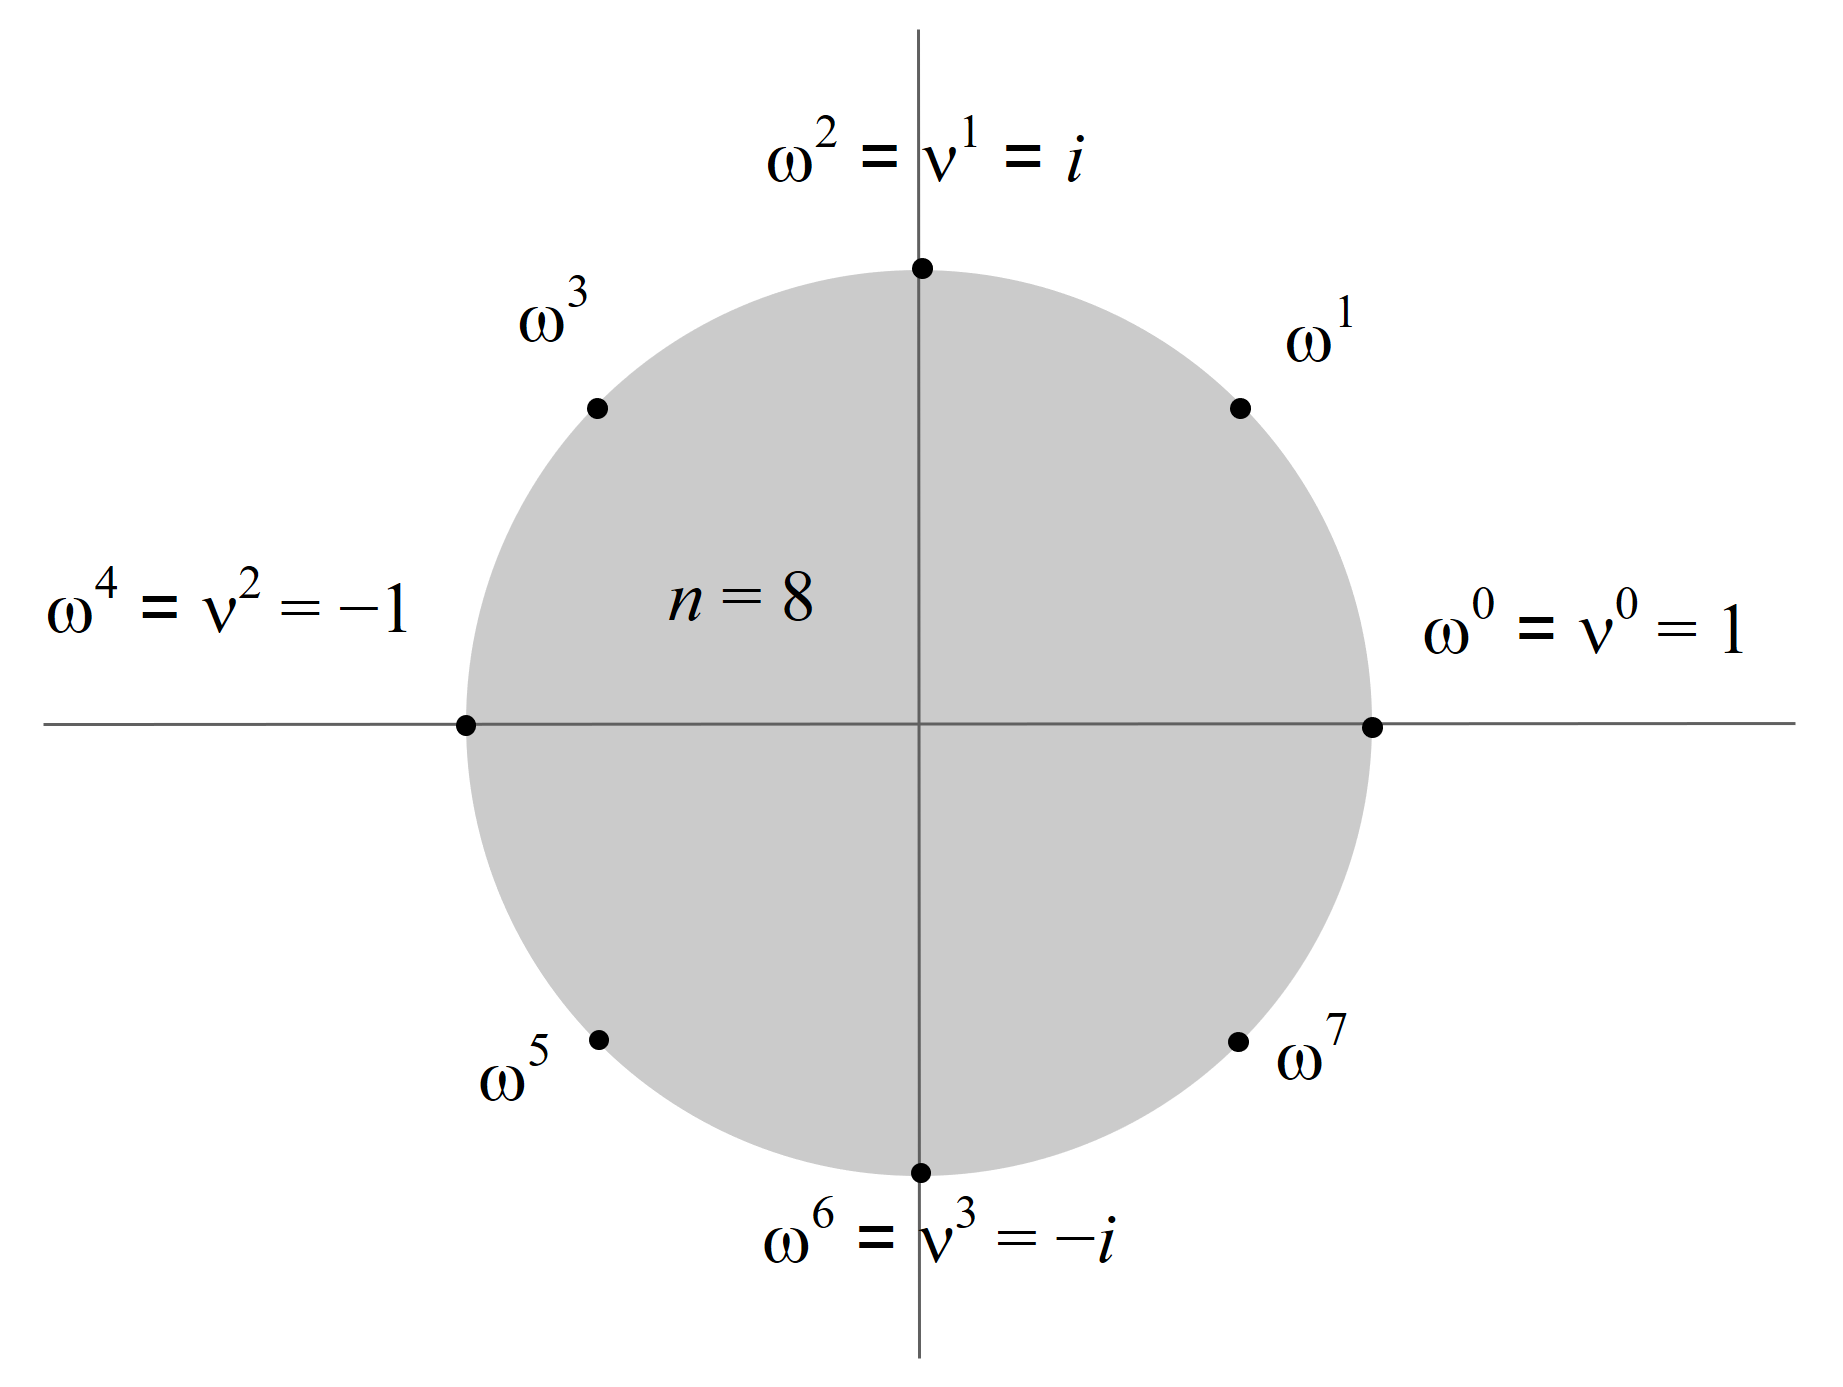 ω² = ν¹ = i
ω³
ω¹
ω⁴ = ν² = −1
n = 8
ω⁰ = ν⁰ = 1
ω⁵
ω⁷
ω⁶ = ν³ = −i